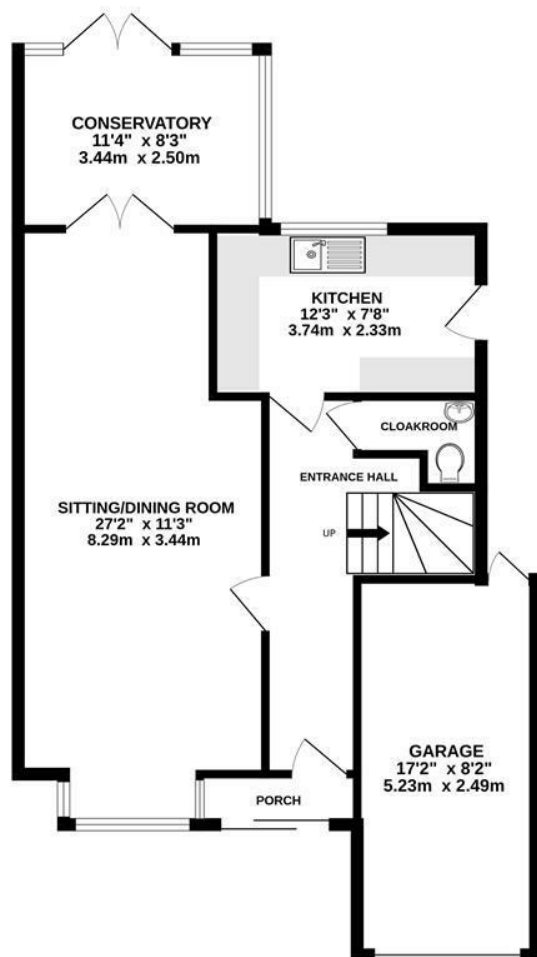 CONSERVATORY
11'4" x 8'3"
3.44m x 2.50m
KITCHEN
12'3" x 7'8"
3.74m x 2.33m
CLOAKROOM
ENTRANCE HALL
SITTING/DINING ROOM
27'2" x 11'3"
8.29m x 3.44m
UP
GARAGE
17'2" x 8'2"
5.23m x 2.49m
PORCH